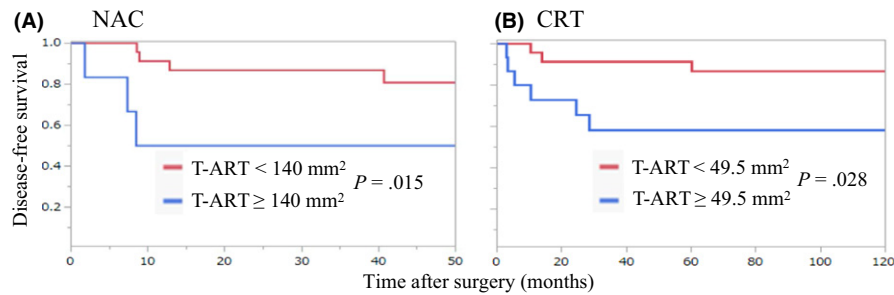 (A) NAC
(B) CRT
Disease-free survival
1.0
0.8
0.6
0.4
0.2
T-ART < 140 mm²
T-ART ≥ 140 mm²
P = .015
0 10 20 30 40 50
T-ART < 49.5 mm²
T-ART ≥ 49.5 mm²
P = .028
0 20 40 60 80 100 120
Time after surgery (months)